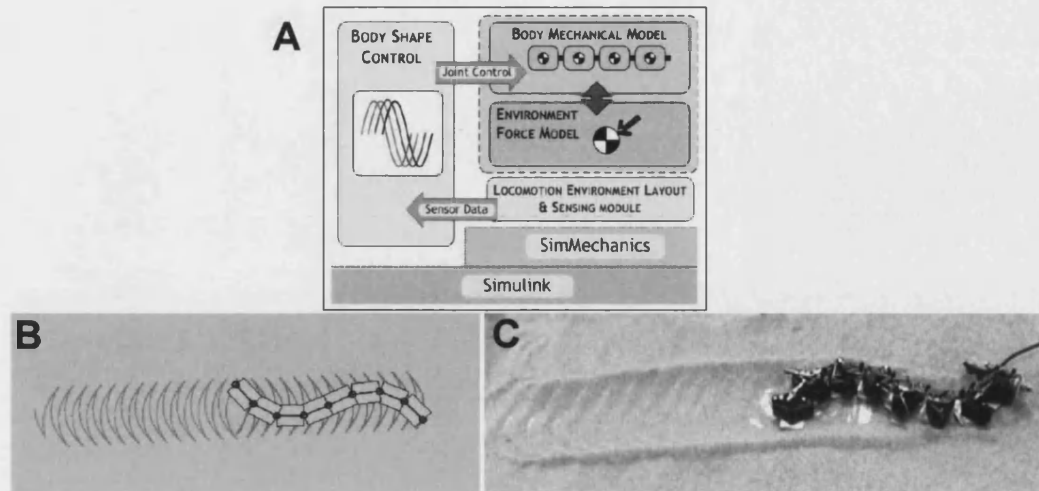 A
BODY SHAPE
CONTROL
BODY MECHANICAL MODEL
Joint Control
ENVIRONMENT
FORCE MODEL
LOCOMOTION ENVIRONMENT LAYOUT
& SENSING MODULE
Sensor Data
SimMechanics
Simulink
B
C